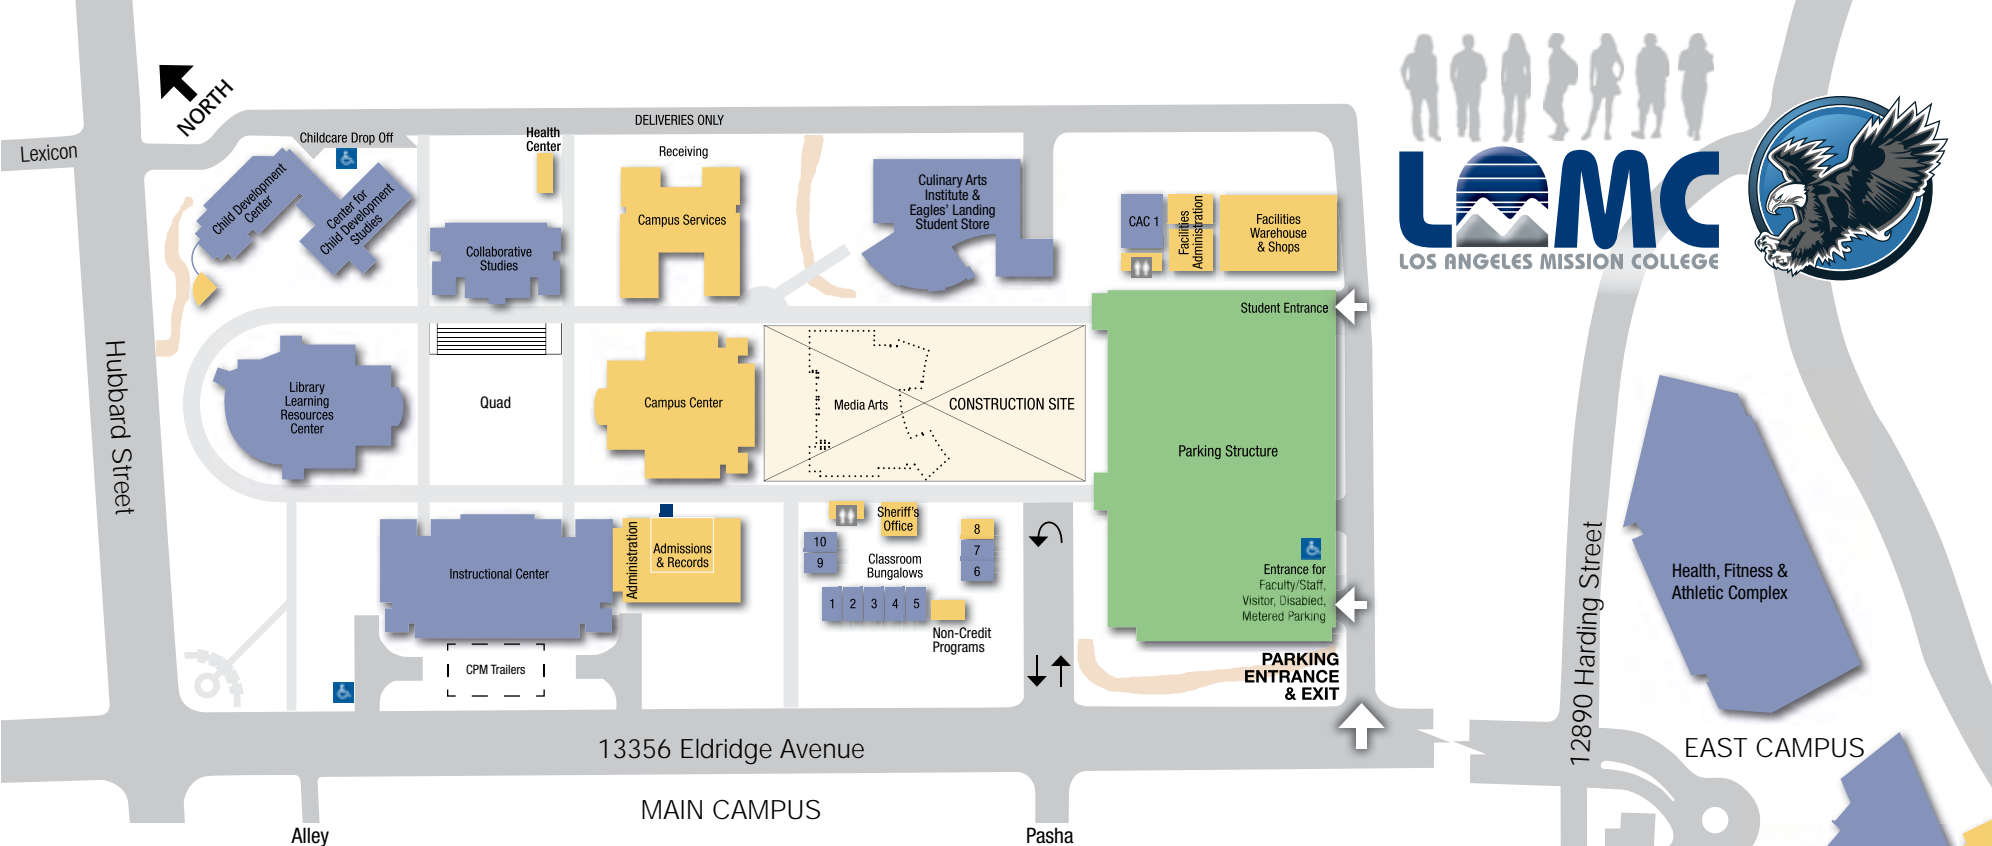 NORTH
Lexicon
Childcare Drop Off
Health
Center
DELIVERIES ONLY
Receiving
Child Development
Center
Center for
Child Development
Studies
Collaborative
Studies
Campus Services
Culinary Arts
Institute &
Eagles' Landing
Student Store
CAC 1
Facilities
Administration
Facilities
Warehouse
& Shops
LAMC
LOS ANGELES MISSION COLLEGE
Student Entrance
Hubbard Street
Library
Learning
Resources
Center
Quad
Campus Center
Media Arts
CONSTRUCTION SITE
Parking Structure
Instructional Center
Administration
Admissions
& Records
Sheriff's
Office
10
9
8
7
6
Classroom
Bungalows
1
2
3
4
5
Non-Credit
Programs
Entrance for
Faculty/Staff,
Visitor, Disabled,
Metered Parking
PARKING
ENTRANCE
& EXIT
CPM Trailers
12890 Harding Street
Health, Fitness &
Athletic Complex
EAST CAMPUS
13356 Eldridge Avenue
MAIN CAMPUS
Alley
Pasha